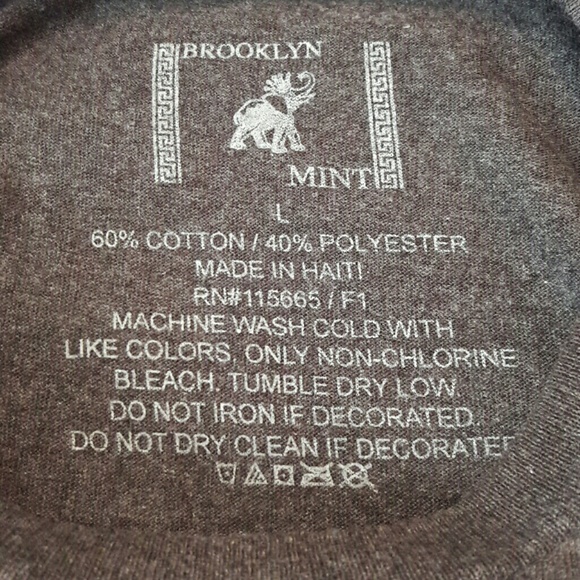 BROOKLYN
MINT
L
60% COTTON / 40% POLYESTER
MADE IN HAITI
RN#115665 / F1
MACHINE WASH COLD WITH
LIKE COLORS. ONLY NON-CHLORINE
BLEACH. TUMBLE DRY LOW.
DO NOT IRON IF DECORATED.
DO NOT DRY CLEAN IF DECORATED